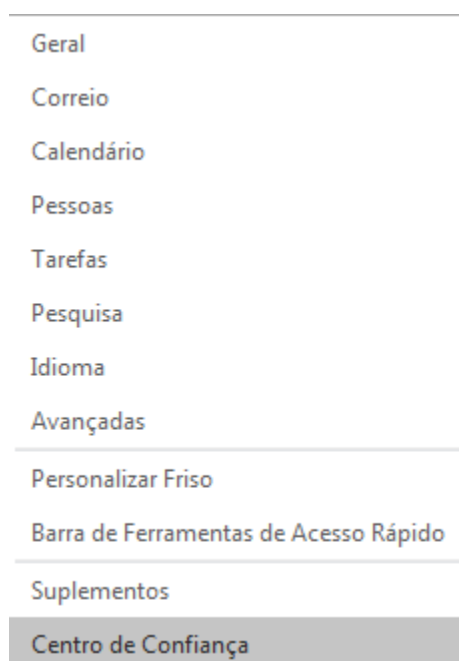 Geral
Correio
Calendário
Pessoas
Tarefas
Pesquisa
Idioma
Avançadas
Personalizar Friso
Barra de Ferramentas de Acesso Rápido
Suplementos
Centro de Confiança